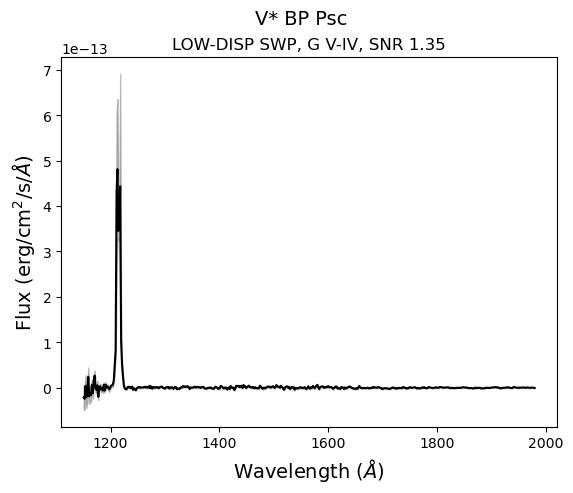 V* BP Psc
LOW-DISP SWP, G V-IV, SNR 1.35
1e−13
7
6
5
4
3
2
1
0
Flux (erg/cm²/s/Å)
1200 1400 1600 1800 2000
Wavelength (Å)